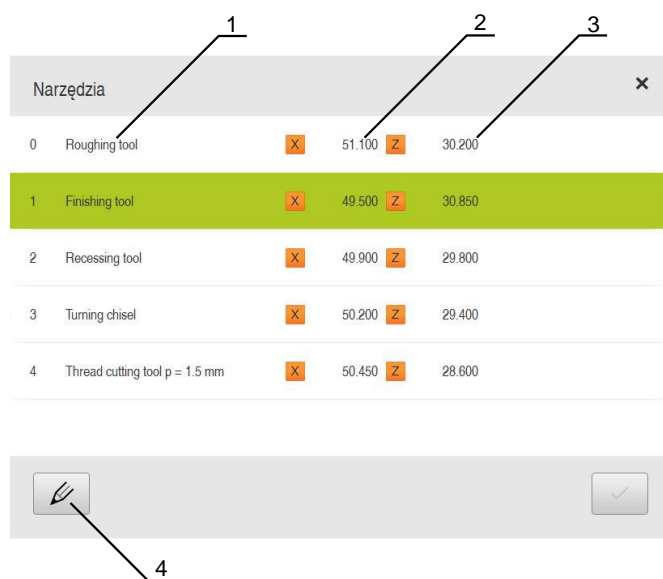 1 2 3
Narzędzia ×
0 Roughing tool X 51.100 Z 30.200
1 Finishing tool X 49.500 Z 30.850
2 Recessing tool X 49.900 Z 29.800
3 Turning chisel X 50.200 Z 29.400
4 Thread cutting tool p = 1.5 mm X 50.450 Z 28.600
4